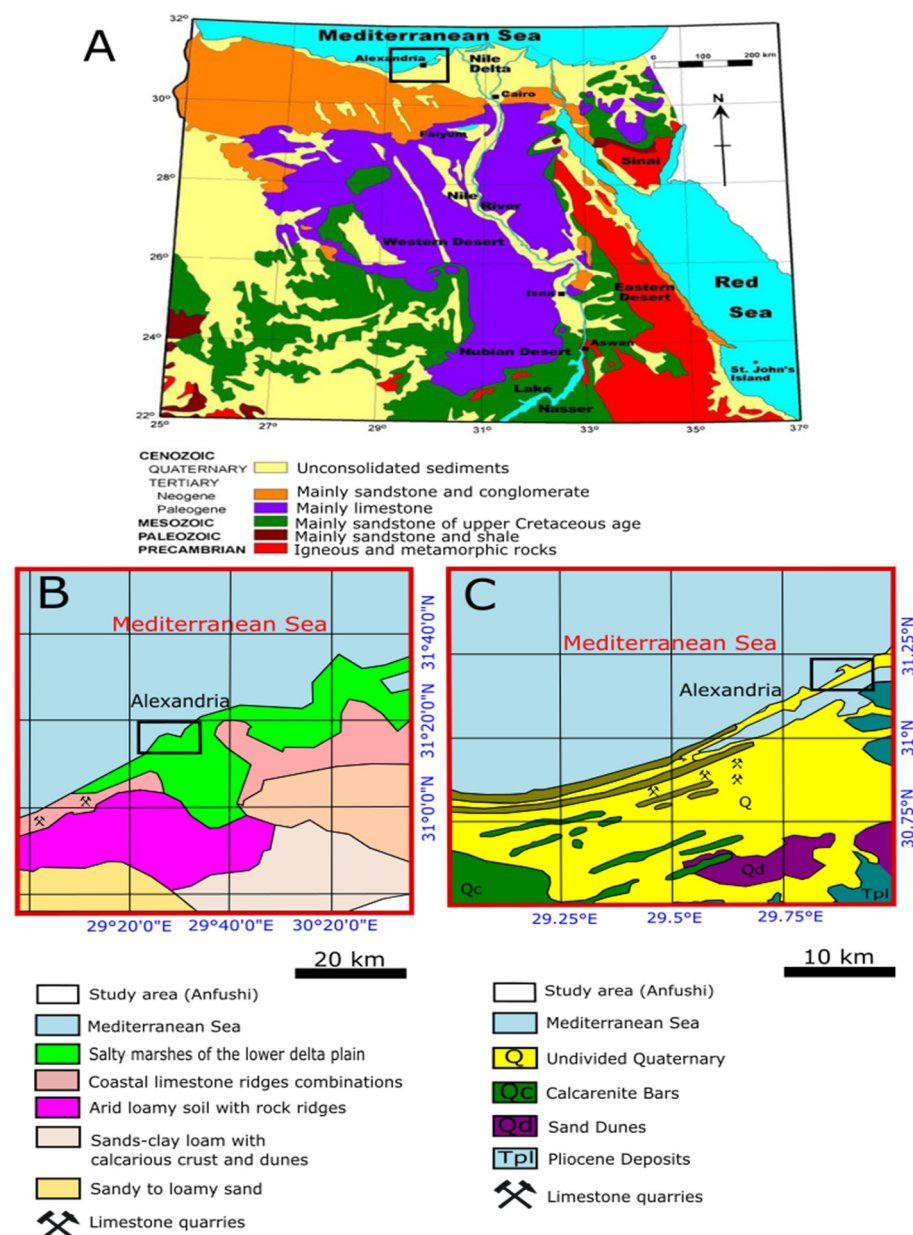 A
Mediterranean Sea
Alexandria
Nile
Delta
Cairo
Faiyum
Sinai
Nile
River
Western Desert
Isna
Eastern
Desert
Red
Sea
Nubian Desert
Aswan
St. John's
Island
Lake
Nasser
N
0 100 200 km
32°
30°
28°
26°
24°
22°
25°
27°
29°
31°
33°
35°
37°
CENOZOIC
QUATERNARY
Unconsolidated sediments
TERTIARY
Neogene
Mainly sandstone and conglomerate
Paleogene
Mainly limestone
MESOZOIC
Mainly sandstone of upper Cretaceous age
PALEOZOIC
Mainly sandstone and shale
PRECAMBRIAN
Igneous and metamorphic rocks
B
Mediterranean Sea
Alexandria
31°40'0"N
31°20'0"N
31°0'0"N
29°20'0"E
29°40'0"E
30°20'0"E
20 km
Study area (Anfushi)
Mediterranean Sea
Salty marshes of the lower delta plain
Coastal limestone ridges combinations
Arid loamy soil with rock ridges
Sands-clay loam with
calcarious crust and dunes
Sandy to loamy sand
Limestone quarries
C
Mediterranean Sea
Alexandria
Q
Qd
Qc
Tpl
31.25°N
31°N
30.75°N
29.25°E
29.5°E
29.75°E
10 km
Study area (Anfushi)
Mediterranean Sea
Q Undivided Quaternary
Qc Calcarenite Bars
Qd Sand Dunes
Tpl Pliocene Deposits
Limestone quarries